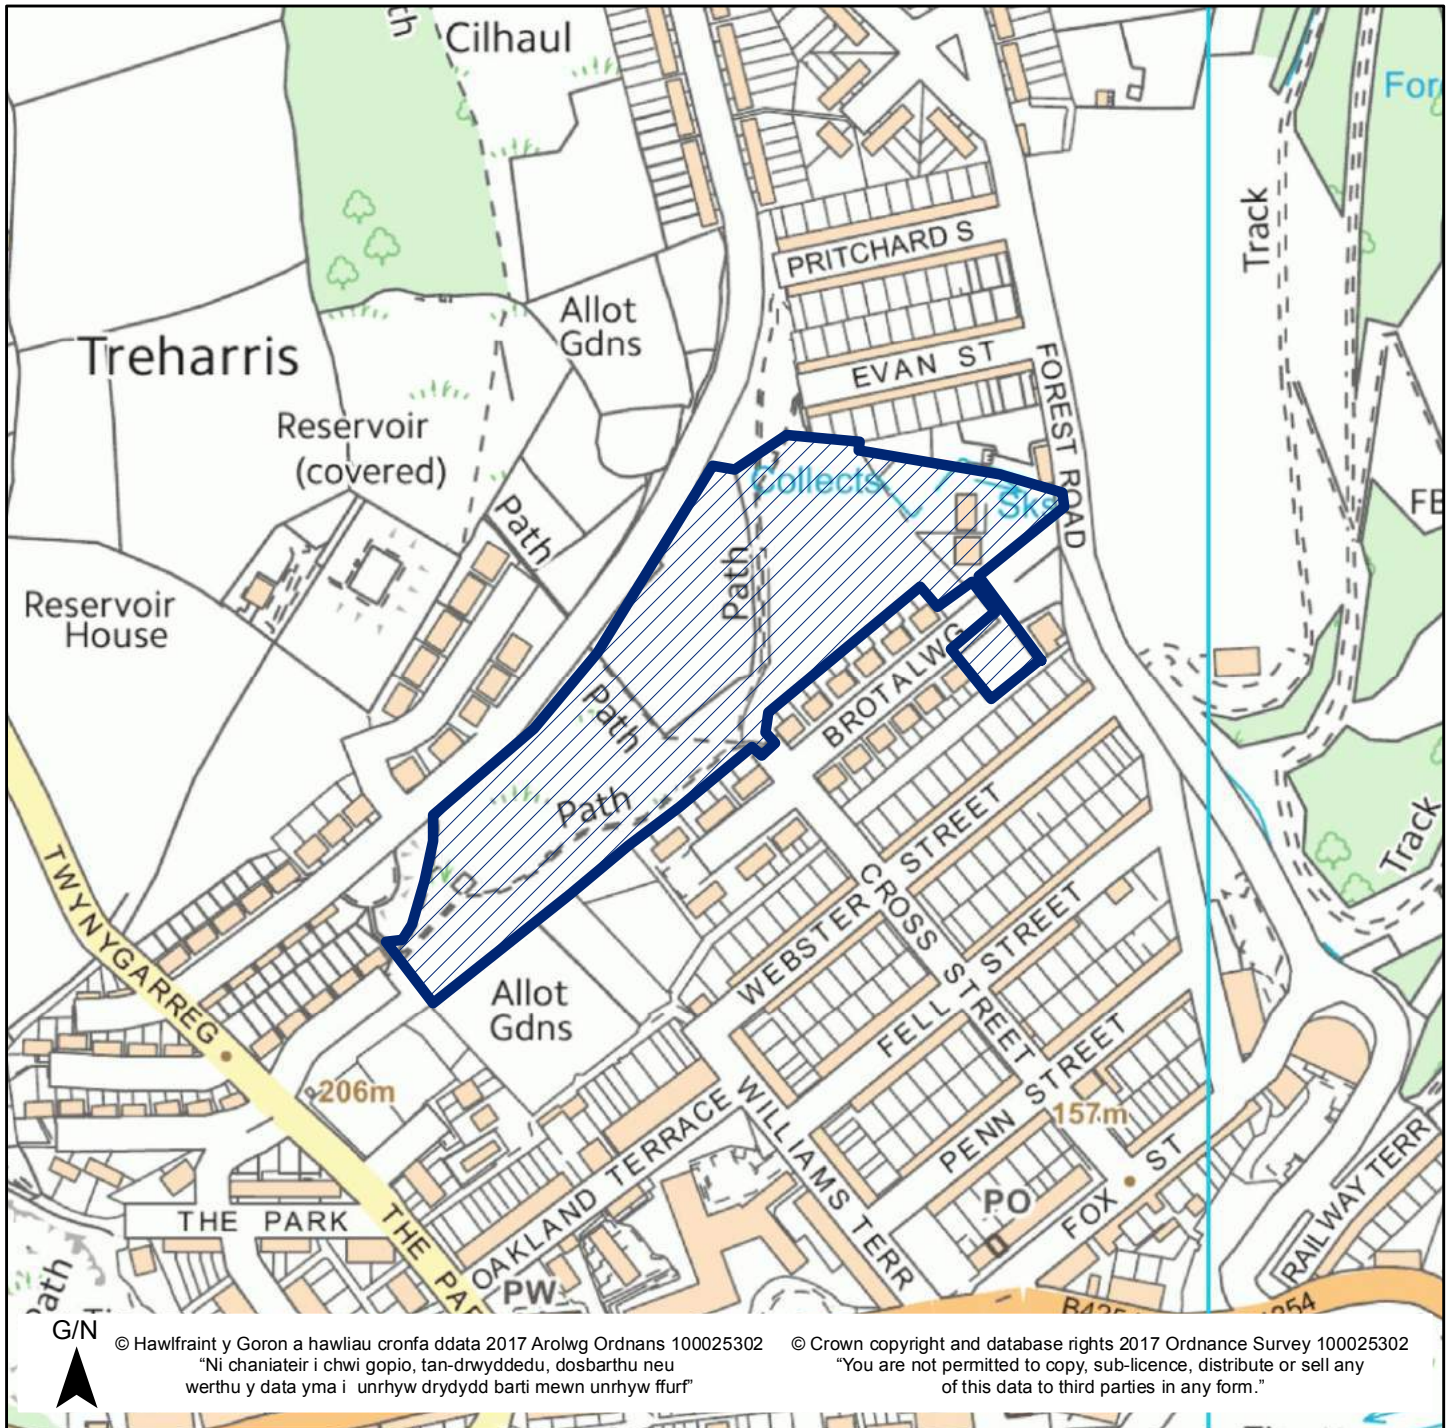 Cilhaul
Track
PRITCHARD S
Allot
Gdns
Treharris
EVAN ST
FOREST ROAD
Reservoir
(covered)
Collects
Sks
FB
Path
Path
Reservoir
House
BROTALWG
Path
Path
Track
TWYNYGARREG
STREET
WEBSTER
CROSS
STREET
STREET
FELL
Allot
Gdns
STREET
PENN
206m
157m
WILLIAMS TERR
OAKLAND TERRACE
ST
FOX
PO
THE PARK
THE PAR
RAILWAY TERR
PW
Path
B4254
4254
G/N
© Hawlfraint y Goron a hawliau cronfa ddata 2017 Arolwg Ordnans 100025302
“Ni chaniateir i chwi gopio, tan-drwyddedu, dosbarthu neu
werthu y data yma i unrhyw drydydd barti mewn unrhyw ffurf”
© Crown copyright and database rights 2017 Ordnance Survey 100025302
“You are not permitted to copy, sub-licence, distribute or sell any
of this data to third parties in any form.”